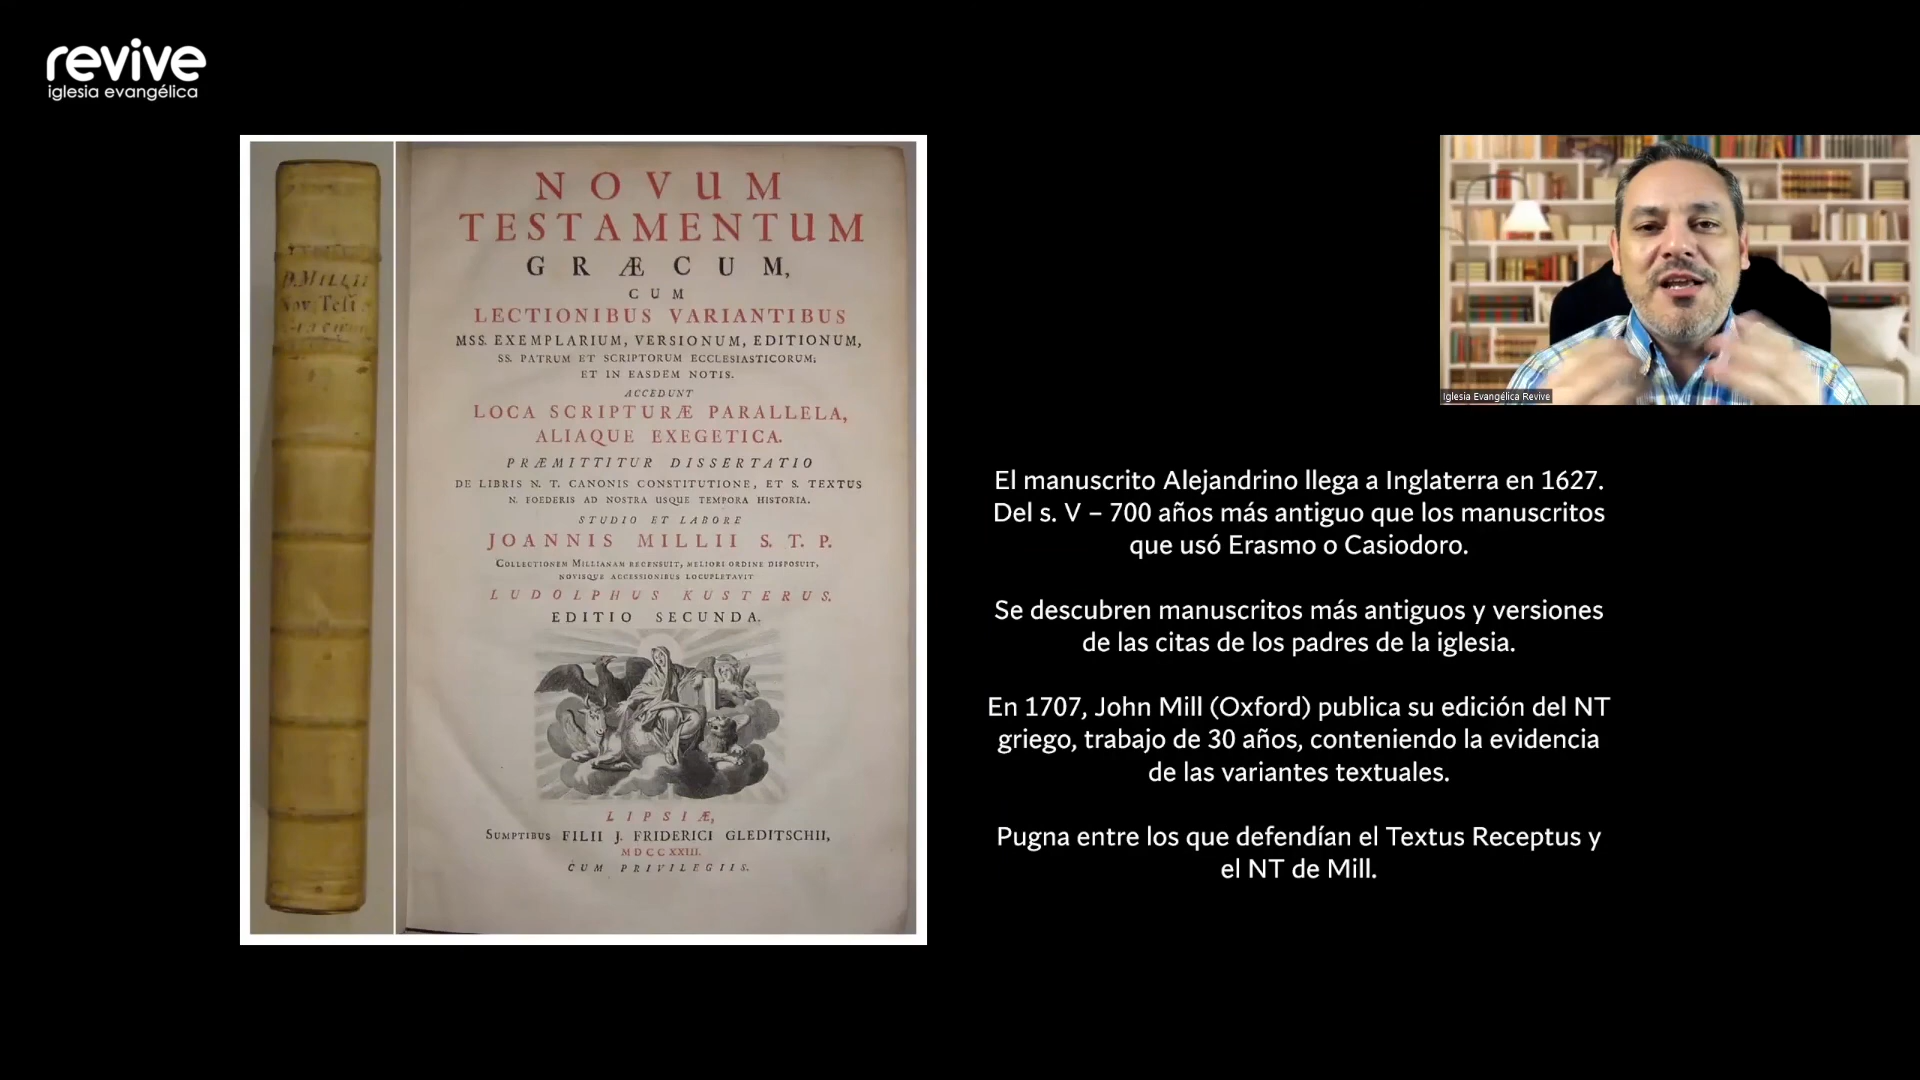 revive
iglesia evangélica
D. MILLII
Nov. Test.
NOVUM
TESTAMENTUM
GRÆCUM,
CUM
LECTIONIBUS VARIANTIBUS
MSS. EXEMPLARIUM, VERSIONUM, EDITIONUM,
SS. PATRUM ET SCRIPTORUM ECCLESIASTICORUM;
ET IN EASDEM NOTIS.
ACCEDUNT
LOCA SCRIPTURÆ PARALLELA,
ALIAQUE EXEGETICA.
PRÆMITTITUR DISSERTATIO
DE LIBRIS N. T. CANONIS CONSTITUTIONE, ET S. TEXTUS
N. FOEDERIS AD NOSTRA USQUE TEMPORA HISTORIA.
STUDIO ET LABORE
JOANNIS MILLII S. T. P.
COLLECTIONEM MILLIANAM RECENSUIT, MELIORI ORDINE DISPOSUIT,
NOVISQUE ACCESSIONIBUS LOCUPLETAVIT
LUDOLPHUS KUSTERUS.
EDITIO SECUNDA.
LIPSIÆ,
SUMPTIBUS FILII J. FRIDERICI GLEDITSCHII,
MDCCXXIII.
CUM PRIVILEGIIS.
Iglesia Evangélica Revive
El manuscrito Alejandrino llega a Inglaterra en 1627.
Del s. V – 700 años más antiguo que los manuscritos
que usó Erasmo o Casiodoro.
Se descubren manuscritos más antiguos y versiones
de las citas de los padres de la iglesia.
En 1707, John Mill (Oxford) publica su edición del NT
griego, trabajo de 30 años, conteniendo la evidencia
de las variantes textuales.
Pugna entre los que defendían el Textus Receptus y
el NT de Mill.